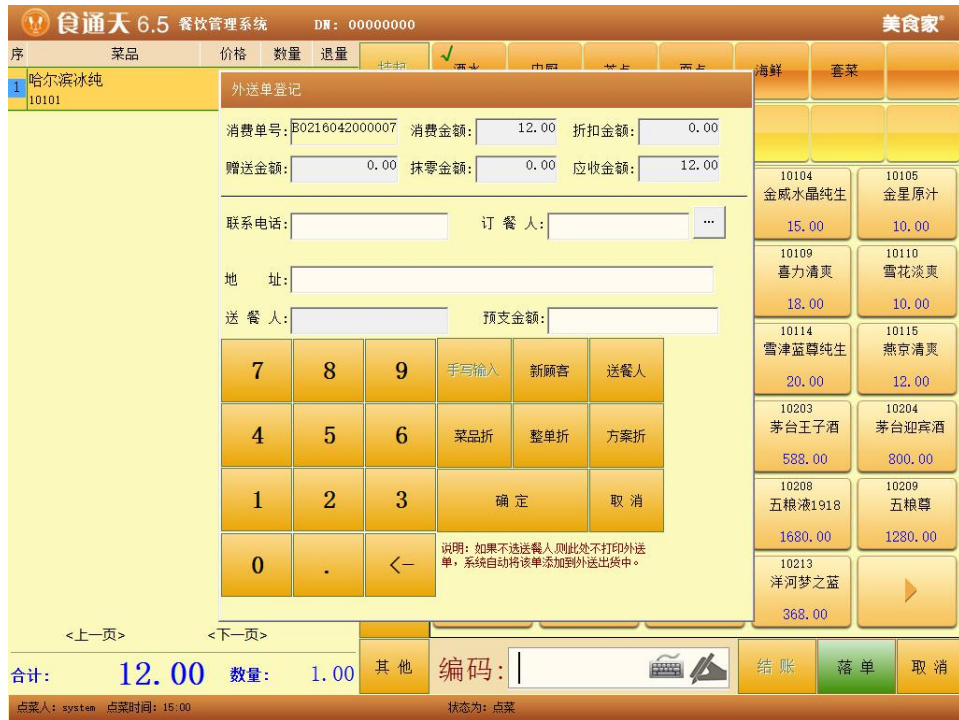 食通天 6.5 餐饮管理系统 DN: 00000000 美食家®
序 菜品 价格 数量 退量
1 哈尔滨冰纯
10101
挂起 酒水 中厨 面点 海鲜 套菜
外送单登记
消费单号: B0216042000007 消费金额: 12.00 折扣金额: 0.00
赠送金额: 0.00 抹零金额: 0.00 应收金额: 12.00
联系电话: 订 餐 人: ...
地 址:
送 餐 人: 预支金额:
7 8 9 手写输入 新顾客 送餐人
4 5 6 菜品折 整单折 方案折
1 2 3 确 定 取 消
0 . <—
说明：如果不选送餐人,则此处不打印外送
单，系统自动将该单添加到外送出货中。
10104 10105
金威水晶纯生 金星原汁
15.00 10.00
10109 10110
喜力清爽 雪花淡爽
18.00 10.00
10114 10115
雪津蓝尊纯生 燕京清爽
20.00 12.00
10203 10204
茅台王子酒 茅台迎宾酒
588.00 800.00
10208 10209
五粮液1918 五粮尊
1680.00 1280.00
10213
洋河梦之蓝
368.00
<上一页> <下一页>
合计: 12.00 数量: 1.00 其 他 编码: 结 账 落 单 取 消
点菜人: system 点菜时间: 15:00 状态为: 点菜